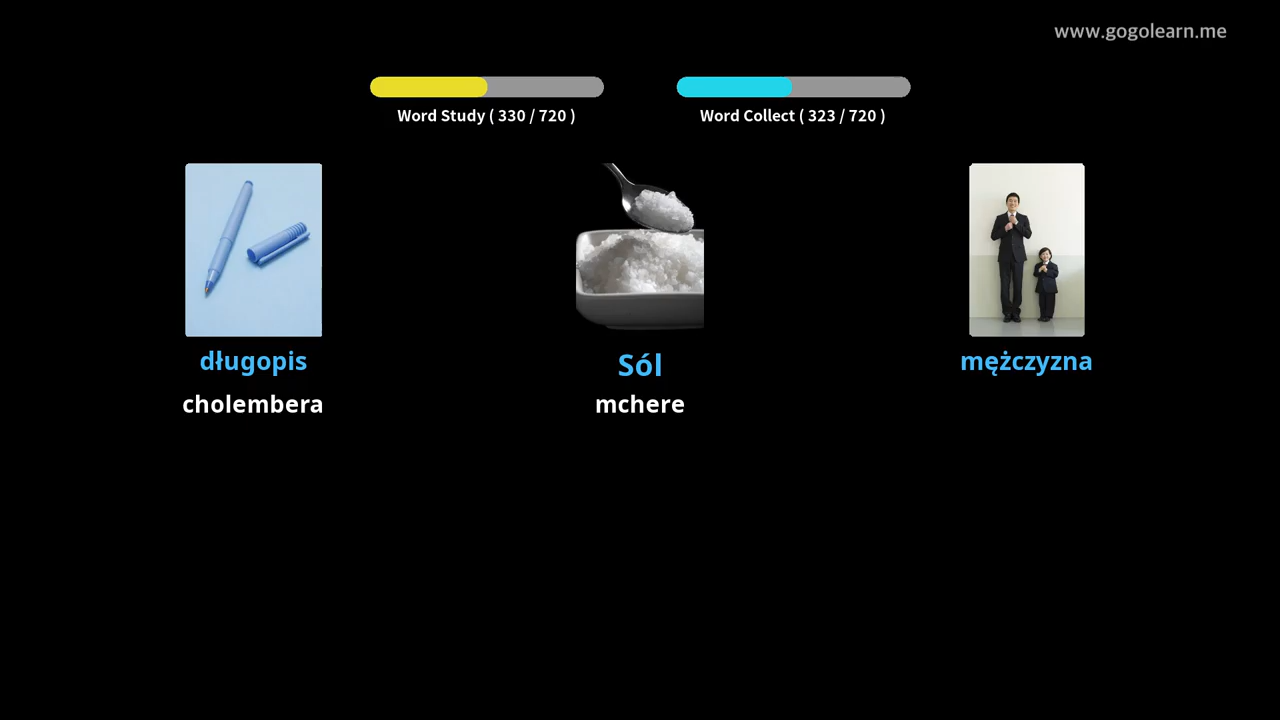 www.gogolearn.me
Word Study ( 330 / 720 )
Word Collect ( 323 / 720 )
długopis
Sól
mężczyzna
cholembera
mchere